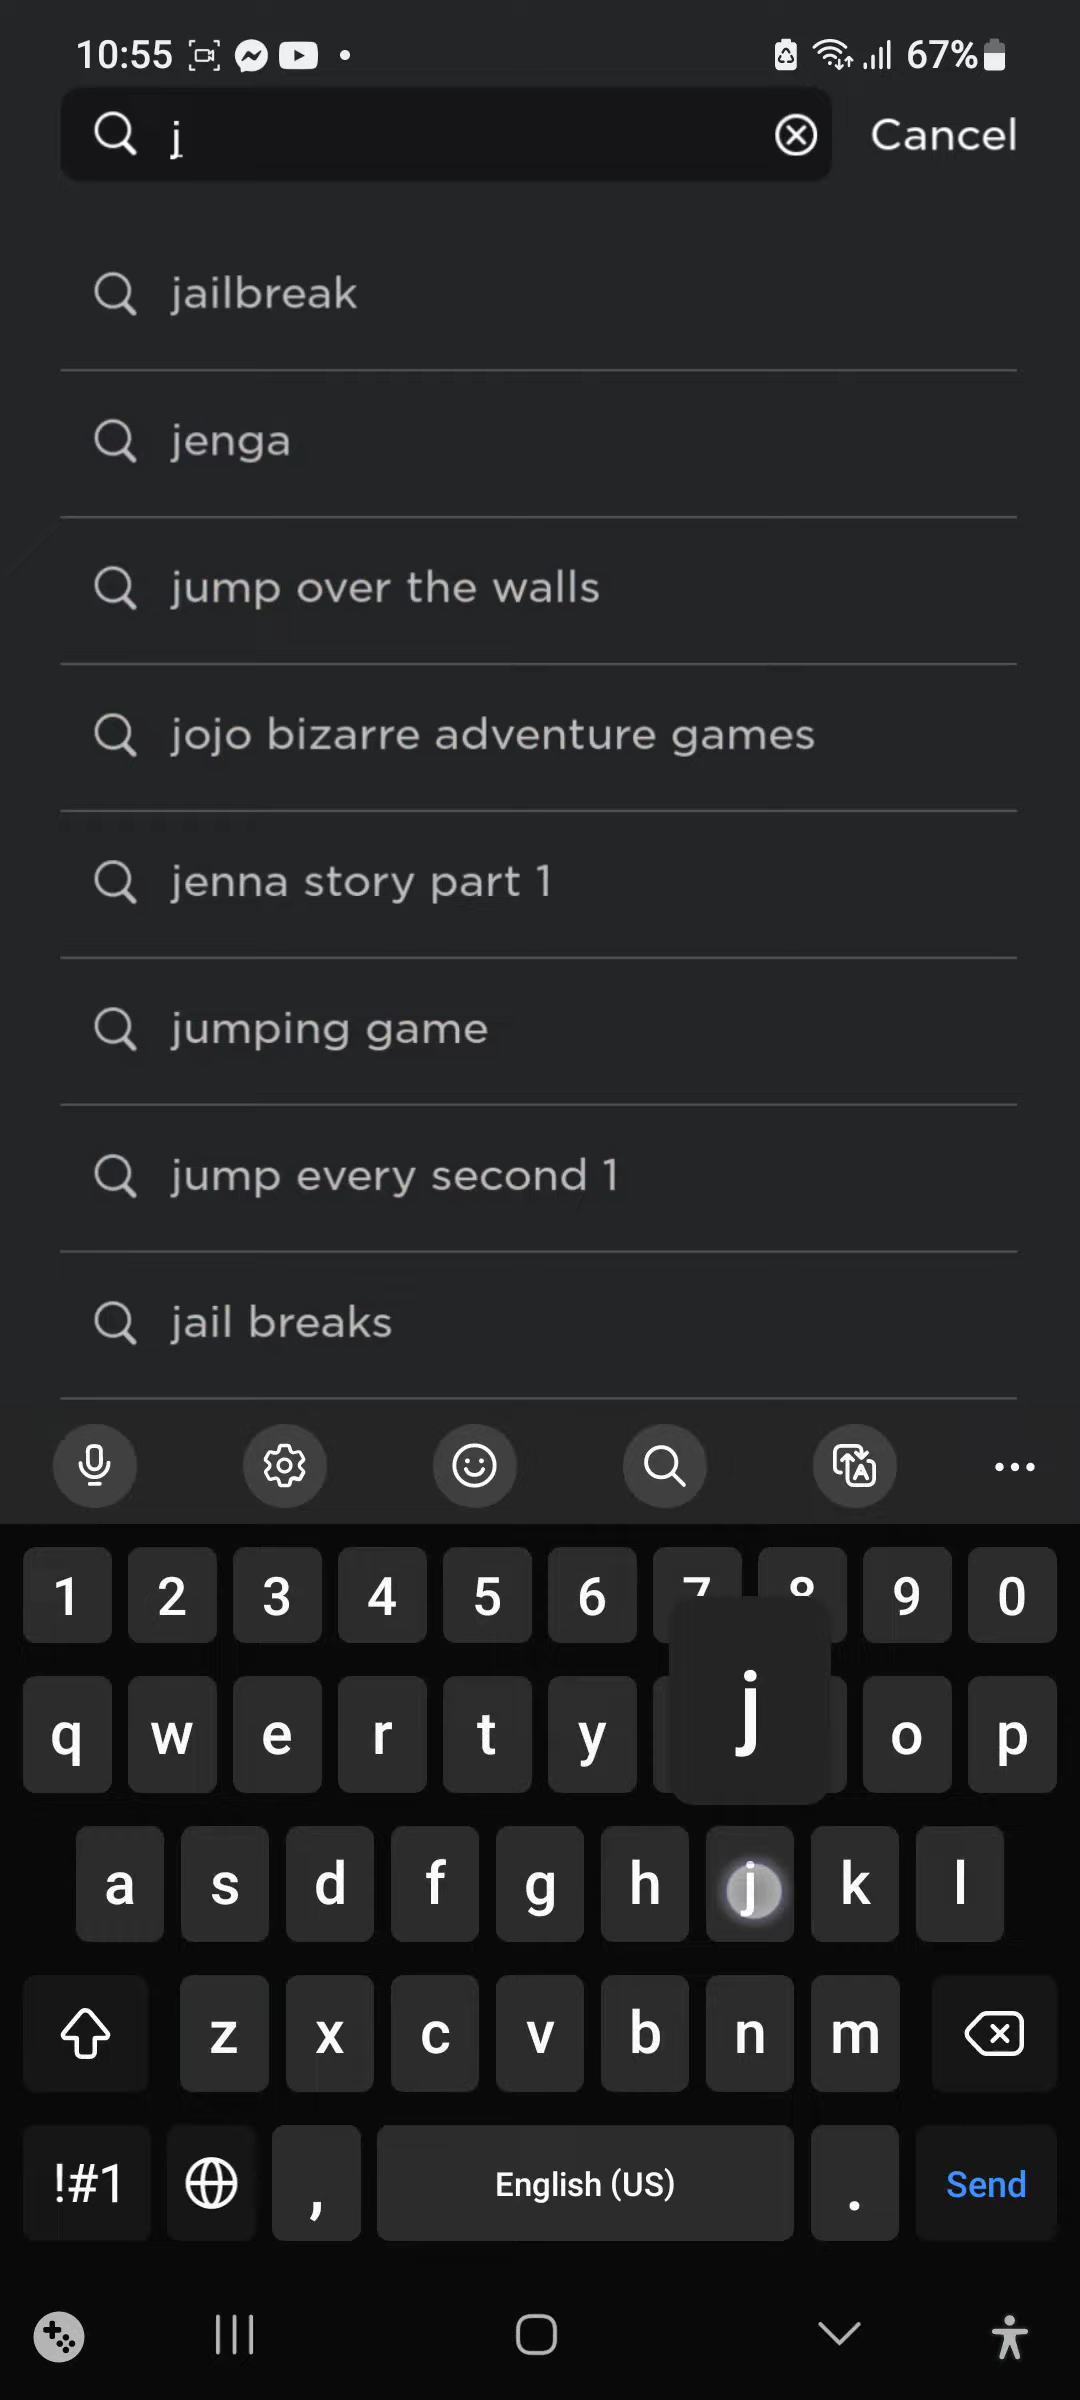 10:55
67%
j
Cancel
jailbreak
jenga
jump over the walls
jojo bizarre adventure games
jenna story part 1
jumping game
jump every second 1
jail breaks
1 2 3 4 5 6 7 8 9 0
q w e r t y j o p
a s d f g h j k l
z x c v b n m
!#1 , English (US) . Send